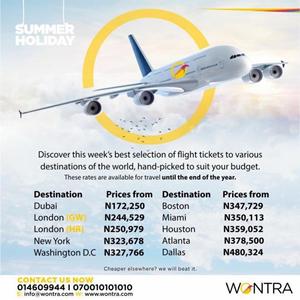 SUMMER
HOLIDAY
Discover this week's best selection of flight tickets to various
destinations of the world, hand-picked to suit your budget.
These rates are available for travel until the end of the year.
Destination Prices from Destination Prices from
Dubai N172,250 Boston N347,729
London (GW) N244,529 Miami N350,113
London (HR) N250,979 Houston N359,052
New York N323,678 Atlanta N378,500
Washington D.C N327,766 Dallas N480,324
Cheaper elsewhere? we will beat it.
CONTACT US NOW
014609944 I 070010101010
E: info@wontra.com W: www.wontra.com
WONTRA